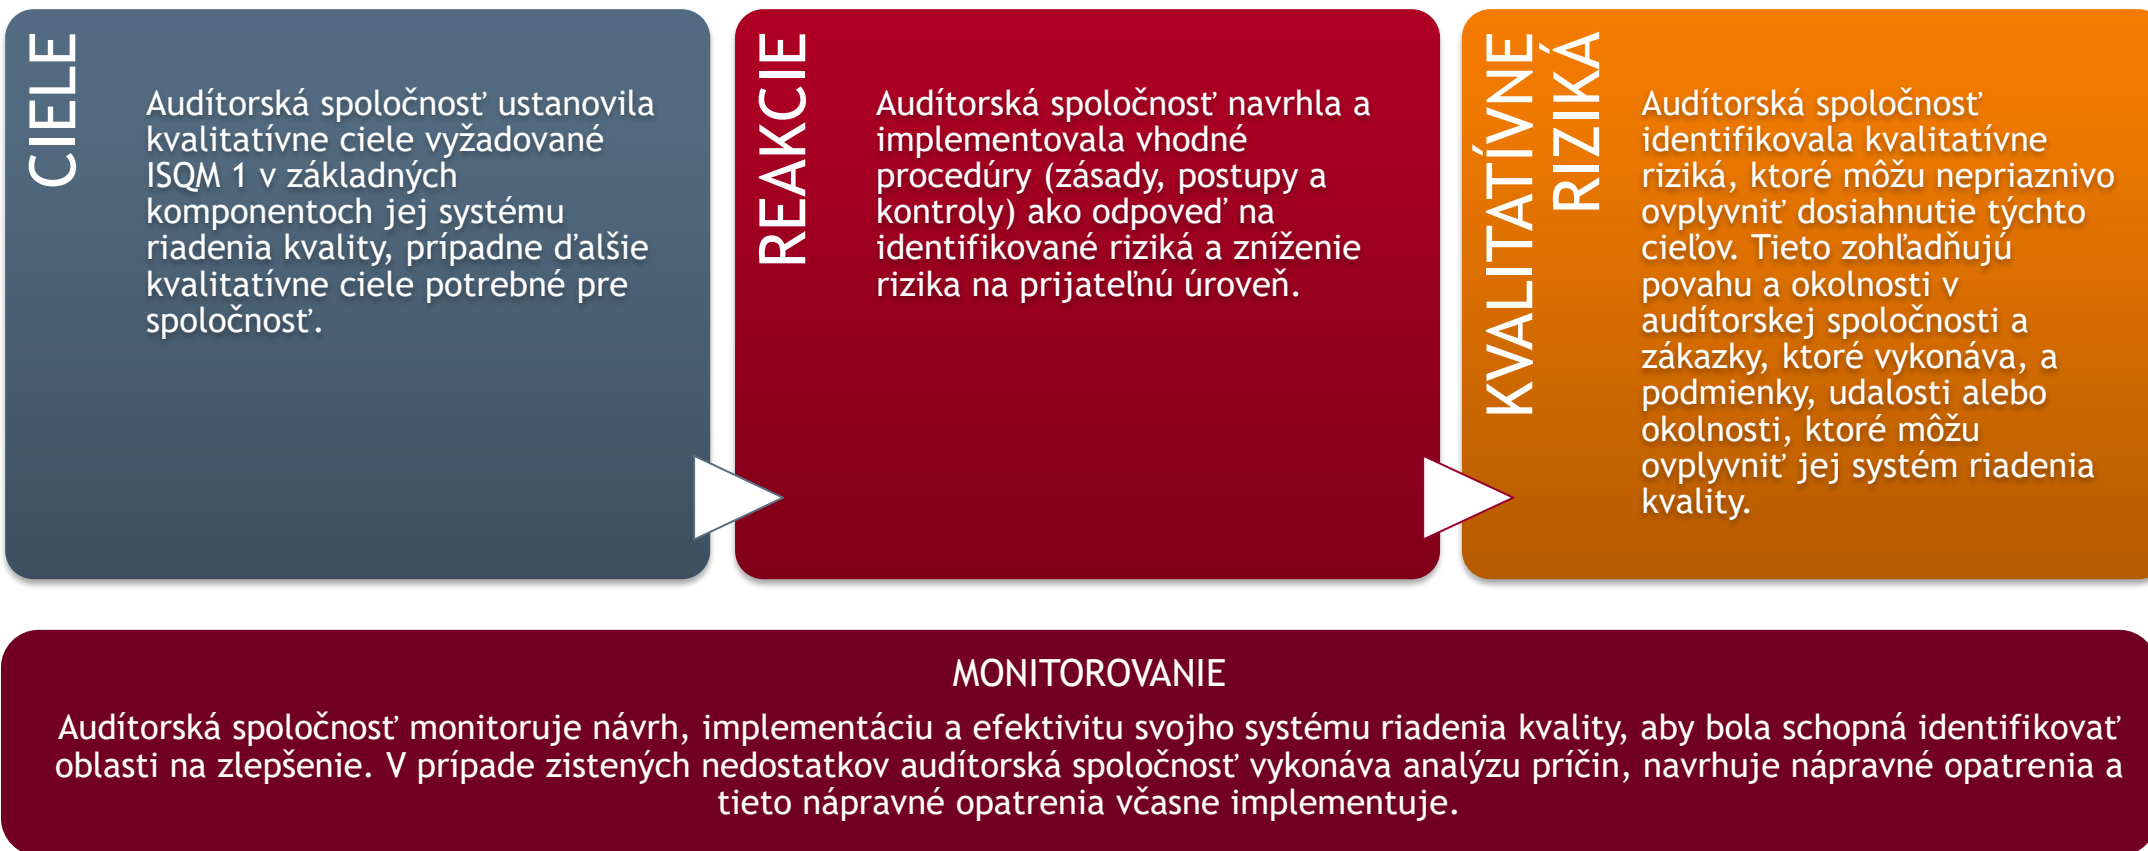 CIELE
Audítorská spoločnosť ustanovila
kvalitatívne ciele vyžadované
ISQM 1 v základných
komponentoch jej systému
riadenia kvality, prípadne ďalšie
kvalitatívne ciele potrebné pre
spoločnosť.
REAKCIE
Audítorská spoločnosť navrhla a
implementovala vhodné
procedúry (zásady, postupy a
kontroly) ako odpoveď na
identifikované riziká a zníženie
rizika na prijateľnú úroveň.
KVALITATÍVNE
RIZIKÁ
Audítorská spoločnosť
identifikovala kvalitatívne
riziká, ktoré môžu nepriaznivo
ovplyvniť dosiahnutie týchto
cieľov. Tieto zohľadňujú
povahu a okolnosti v
audítorskej spoločnosti a
zákazky, ktoré vykonáva, a
podmienky, udalosti alebo
okolnosti, ktoré môžu
ovplyvniť jej systém riadenia
kvality.
MONITOROVANIE
Audítorská spoločnosť monitoruje návrh, implementáciu a efektivitu svojho systému riadenia kvality, aby bola schopná identifikovať
oblasti na zlepšenie. V prípade zistených nedostatkov audítorská spoločnosť vykonáva analýzu príčin, navrhuje nápravné opatrenia a
tieto nápravné opatrenia včasne implementuje.